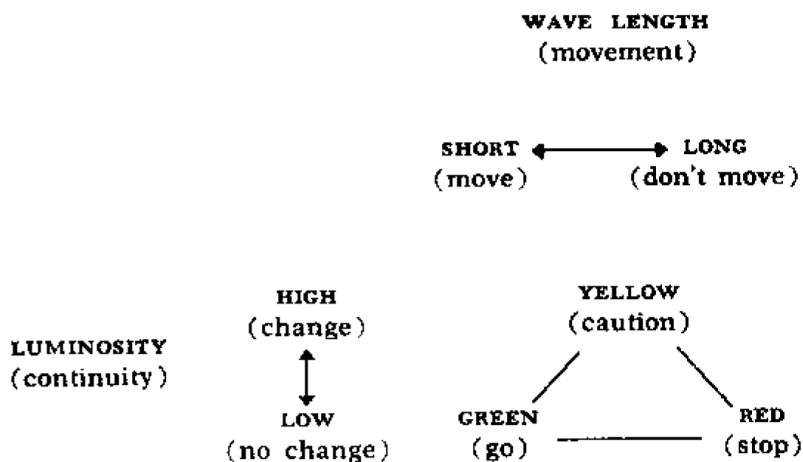 WAVE LENGTH
(movement)
SHORT LONG
(move) (don't move)
HIGH YELLOW
(change) (caution)
LUMINOSITY
(continuity)
LOW GREEN RED
(no change) (go) (stop)